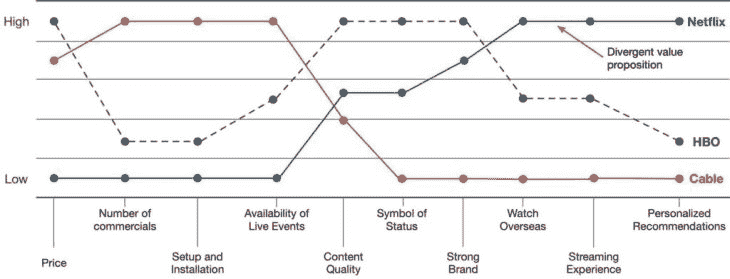 High
Netflix
Divergent value
proposition
HBO
Low
Cable
Number of
commercials
Availability of
Live Events
Symbol of
Status
Watch
Overseas
Personalized
Recommendations
Price
Setup and
Installation
Content
Quality
Strong
Brand
Streaming
Experience